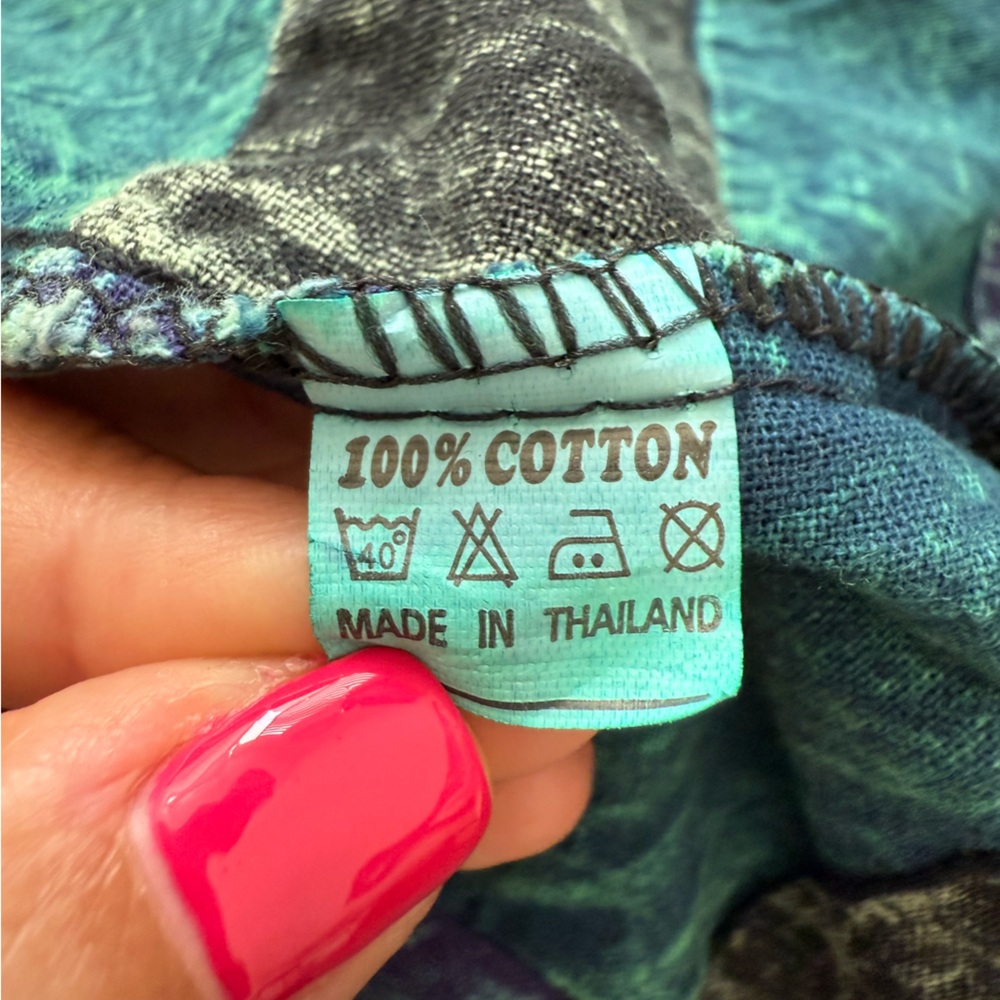 100% COTTON
40°
MADE IN THAILAND